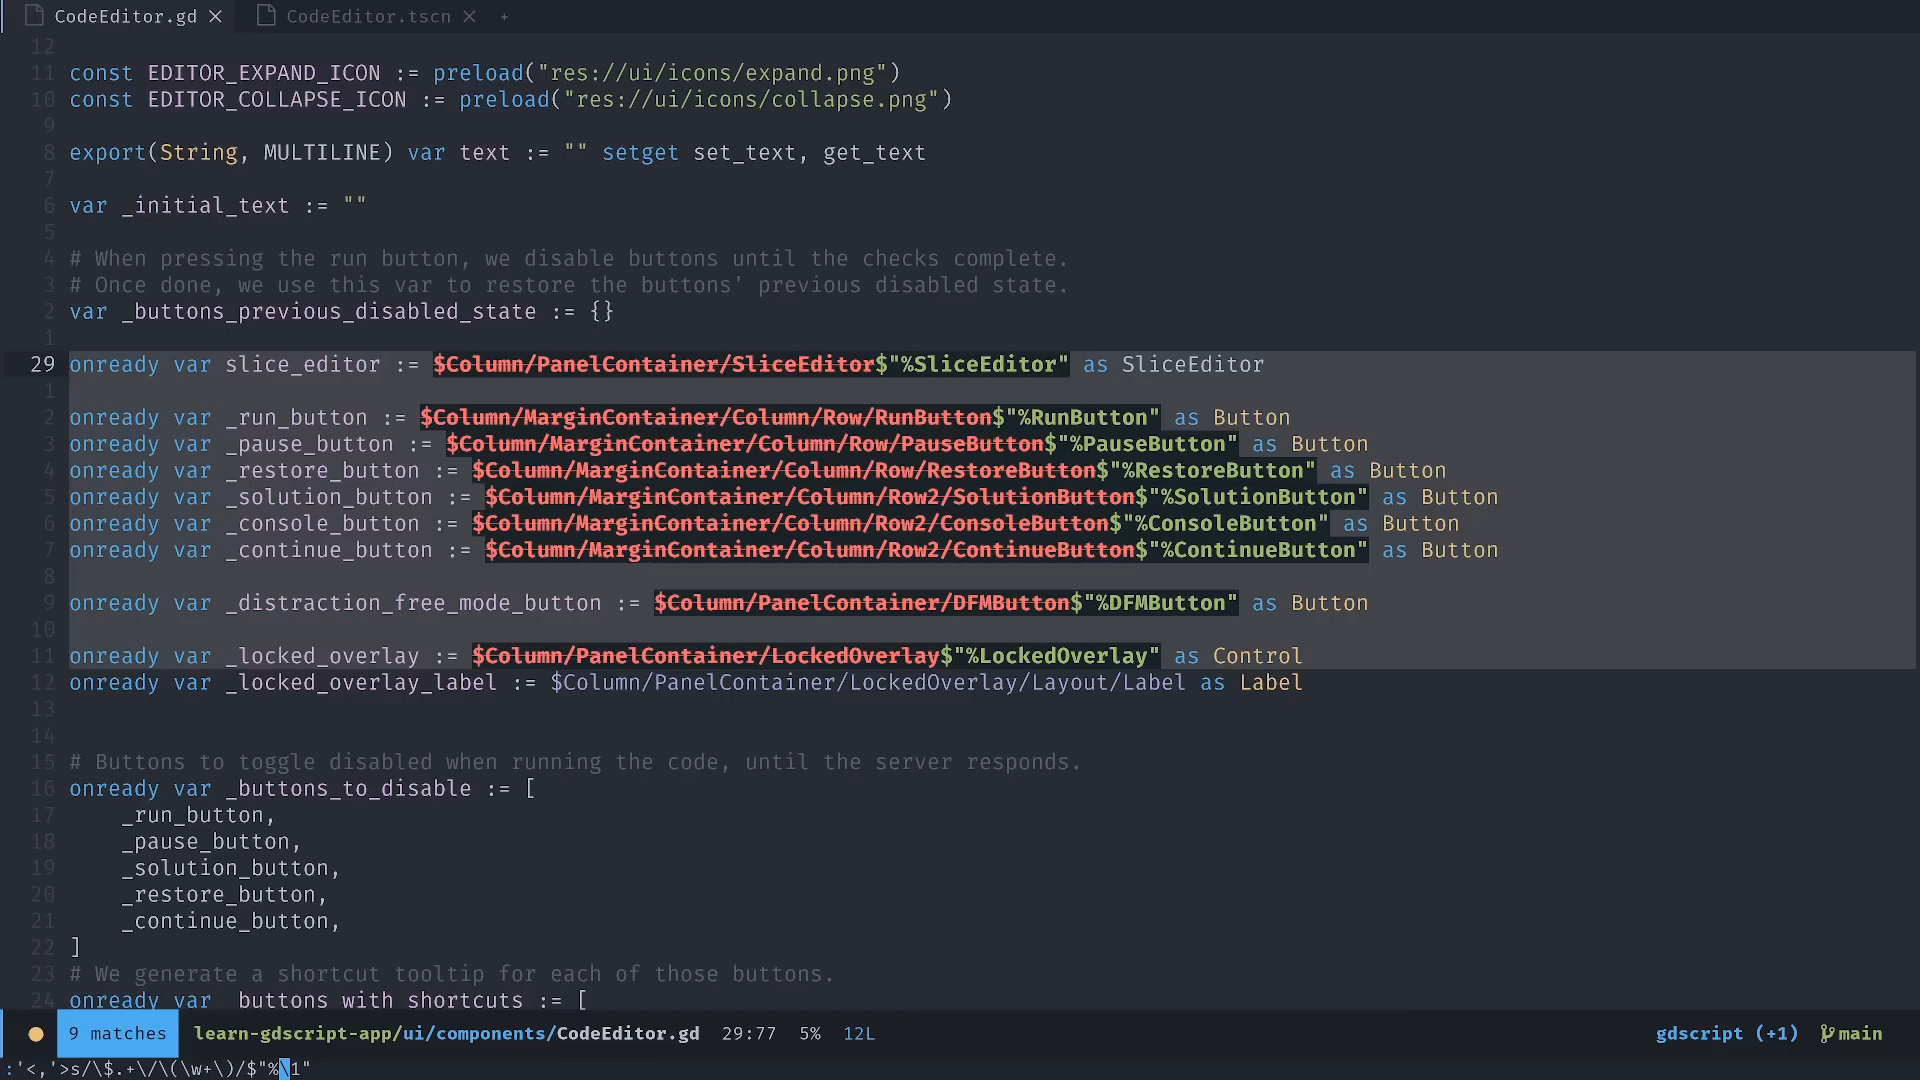 CodeEditor.gd × CodeEditor.tscn × +
12
11 const EDITOR_EXPAND_ICON := preload("res://ui/icons/expand.png")
10 const EDITOR_COLLAPSE_ICON := preload("res://ui/icons/collapse.png")
9
8 export(String, MULTILINE) var text := "" setget set_text, get_text
7
6 var _initial_text := ""
5
4 # When pressing the run button, we disable buttons until the checks complete.
3 # Once done, we use this var to restore the buttons' previous disabled state.
2 var _buttons_previous_disabled_state := {}
1
29 onready var slice_editor := $Column/PanelContainer/SliceEditor$"%SliceEditor" as SliceEditor
1
2 onready var _run_button := $Column/MarginContainer/Column/Row/RunButton$"%RunButton" as Button
3 onready var _pause_button := $Column/MarginContainer/Column/Row/PauseButton$"%PauseButton" as Button
4 onready var _restore_button := $Column/MarginContainer/Column/Row/RestoreButton$"%RestoreButton" as Button
5 onready var _solution_button := $Column/MarginContainer/Column/Row2/SolutionButton$"%SolutionButton" as Button
6 onready var _console_button := $Column/MarginContainer/Column/Row2/ConsoleButton$"%ConsoleButton" as Button
7 onready var _continue_button := $Column/MarginContainer/Column/Row2/ContinueButton$"%ContinueButton" as Button
8
9 onready var _distraction_free_mode_button := $Column/PanelContainer/DFMButton$"%DFMButton" as Button
10
11 onready var _locked_overlay := $Column/PanelContainer/LockedOverlay$"%LockedOverlay" as Control
12 onready var _locked_overlay_label := $Column/PanelContainer/LockedOverlay/Layout/Label as Label
13
14
15 # Buttons to toggle disabled when running the code, until the server responds.
16 onready var _buttons_to_disable := [
17 _run_button,
18 _pause_button,
19 _solution_button,
20 _restore_button,
21 _continue_button,
22 ]
23 # We generate a shortcut tooltip for each of those buttons.
24 onready var _buttons_with_shortcuts := [
9 matches learn-gdscript-app/ui/components/CodeEditor.gd 29:77 5% 12L gdscript (+1) main
:'<,'>s/\$.+\/\(\w+\)/$"%\1"